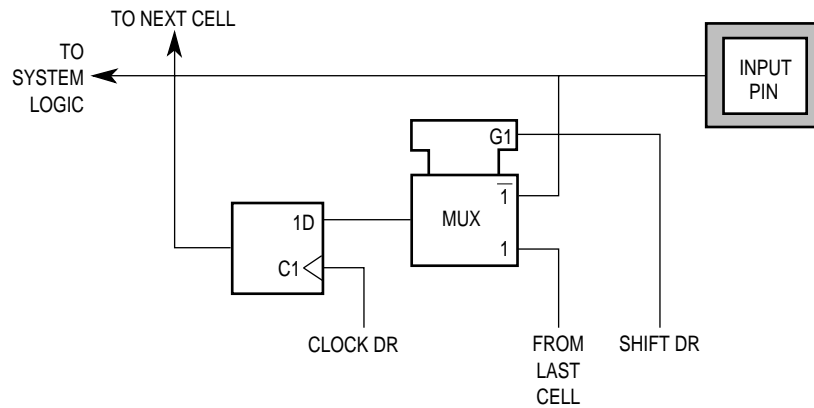 TO NEXT CELL
TO
SYSTEM
LOGIC
INPUT
PIN
G1
1
MUX
1
1D
C1
CLOCK DR
FROM
LAST
CELL
SHIFT DR